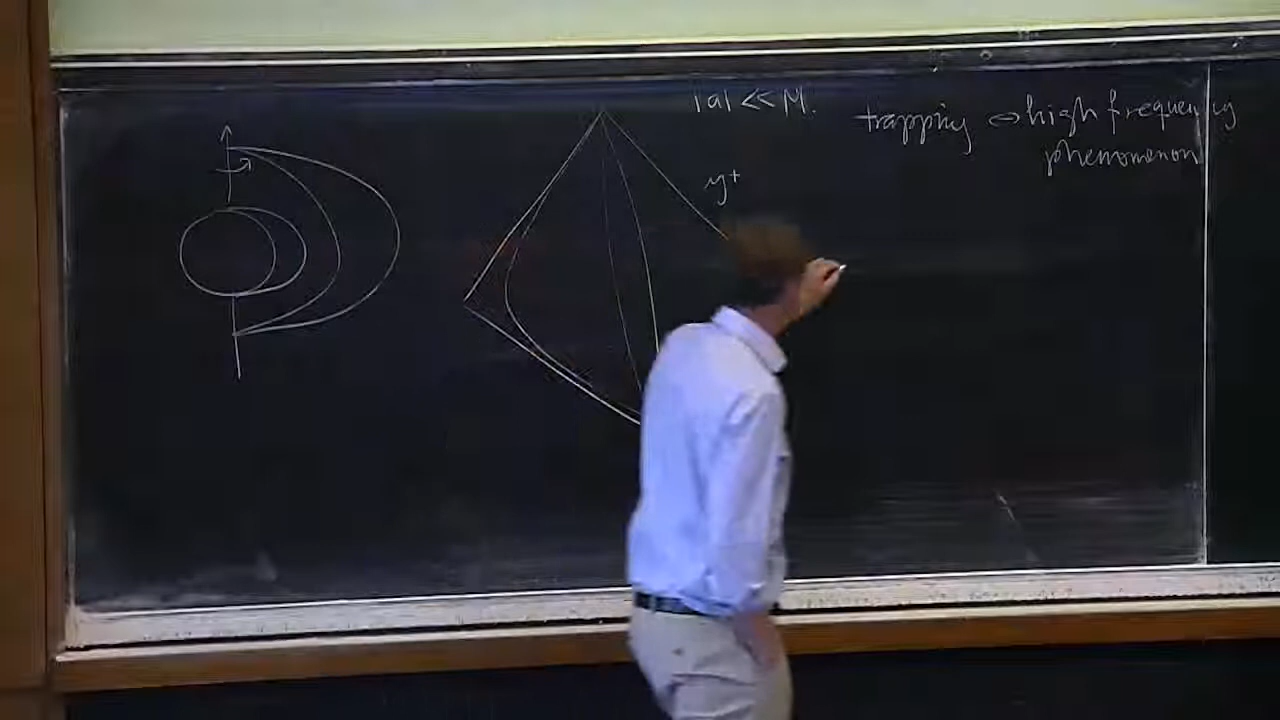 |a| << M.
trapping ⇔ high frequency
phenomenon
𝓘+